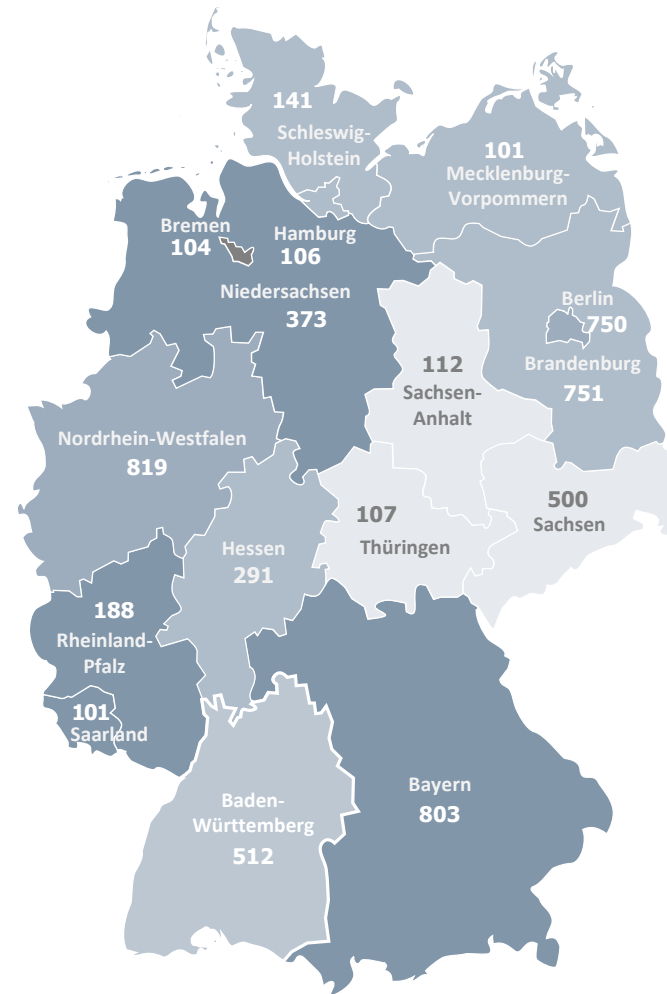 141
Schleswig-
Holstein
101
Mecklenburg-
Vorpommern
Bremen
104
Hamburg
106
Niedersachsen
373
Berlin
750
Brandenburg
751
112
Sachsen-
Anhalt
Nordrhein-Westfalen
819
500
Sachsen
107
Thüringen
Hessen
291
188
Rheinland-
Pfalz
101
Saarland
Bayern
803
Baden-
Württemberg
512